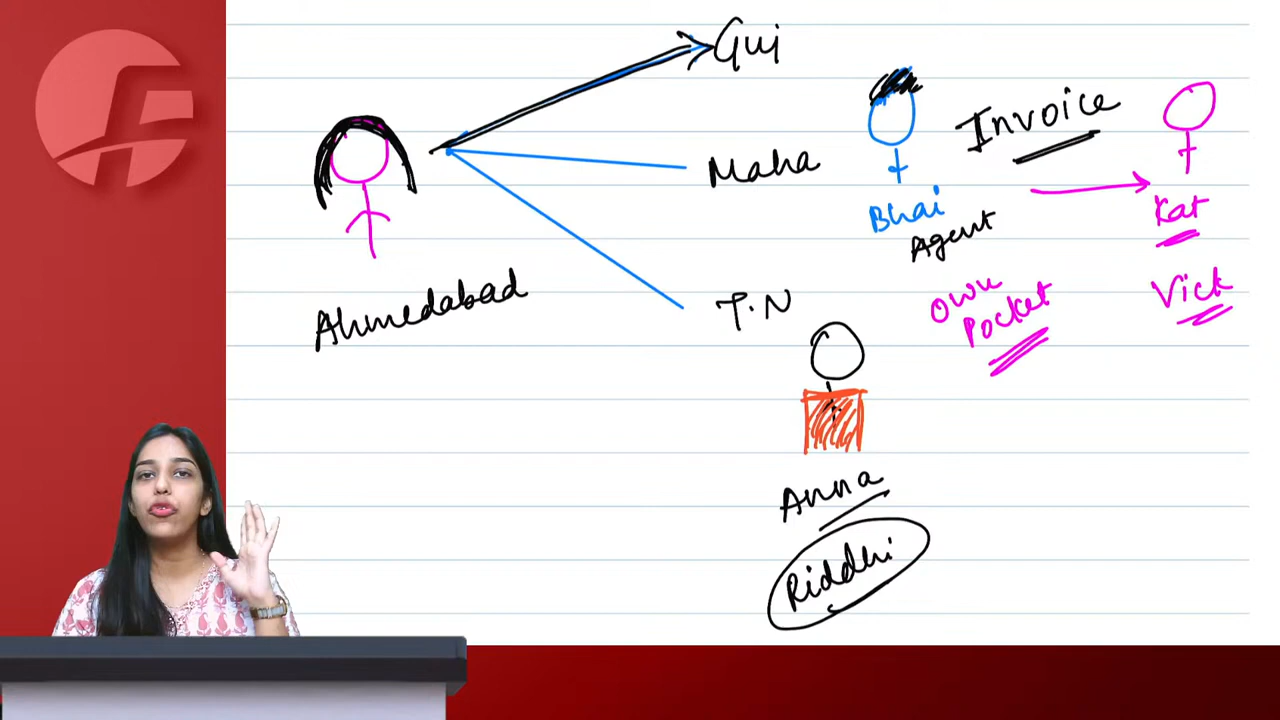 Guj
Maha
T.N
Ahmedabad
Bhai
Agent
Invoice
Kat
Vick
Own
Pocket
Anna
Riddhi